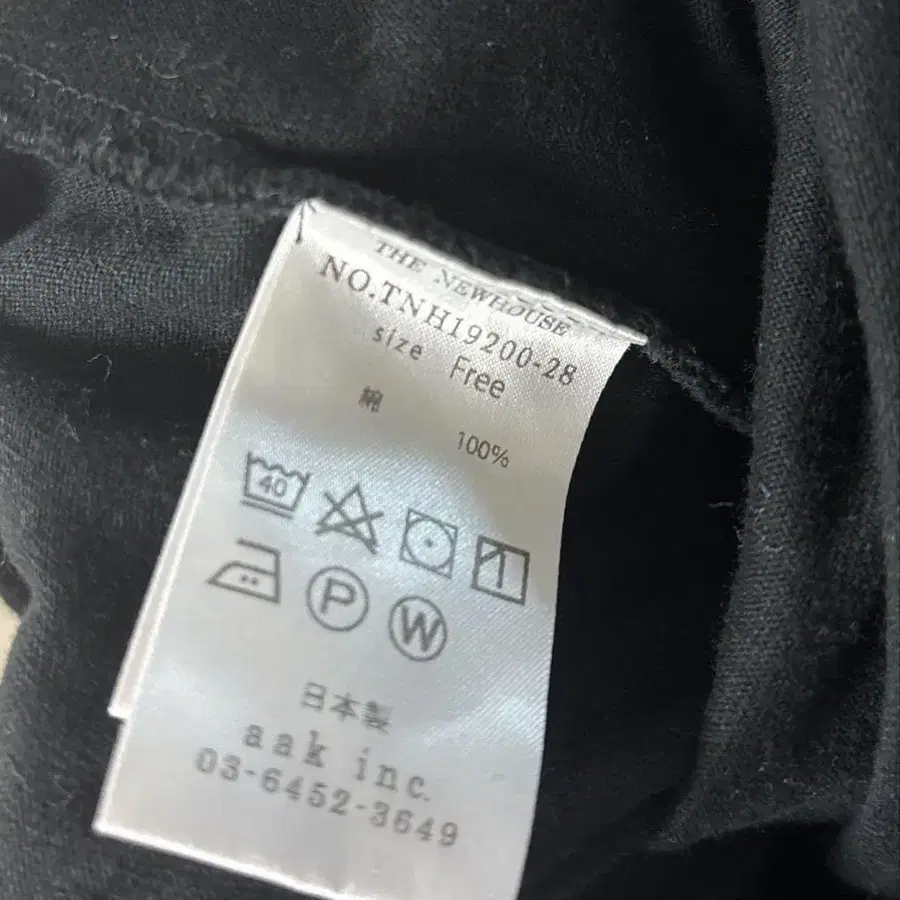 THE NEWHOUSE
NO.TNH19200-28
size Free
綿 100%
40
P W
日本製
aak inc.
03-6452-3649